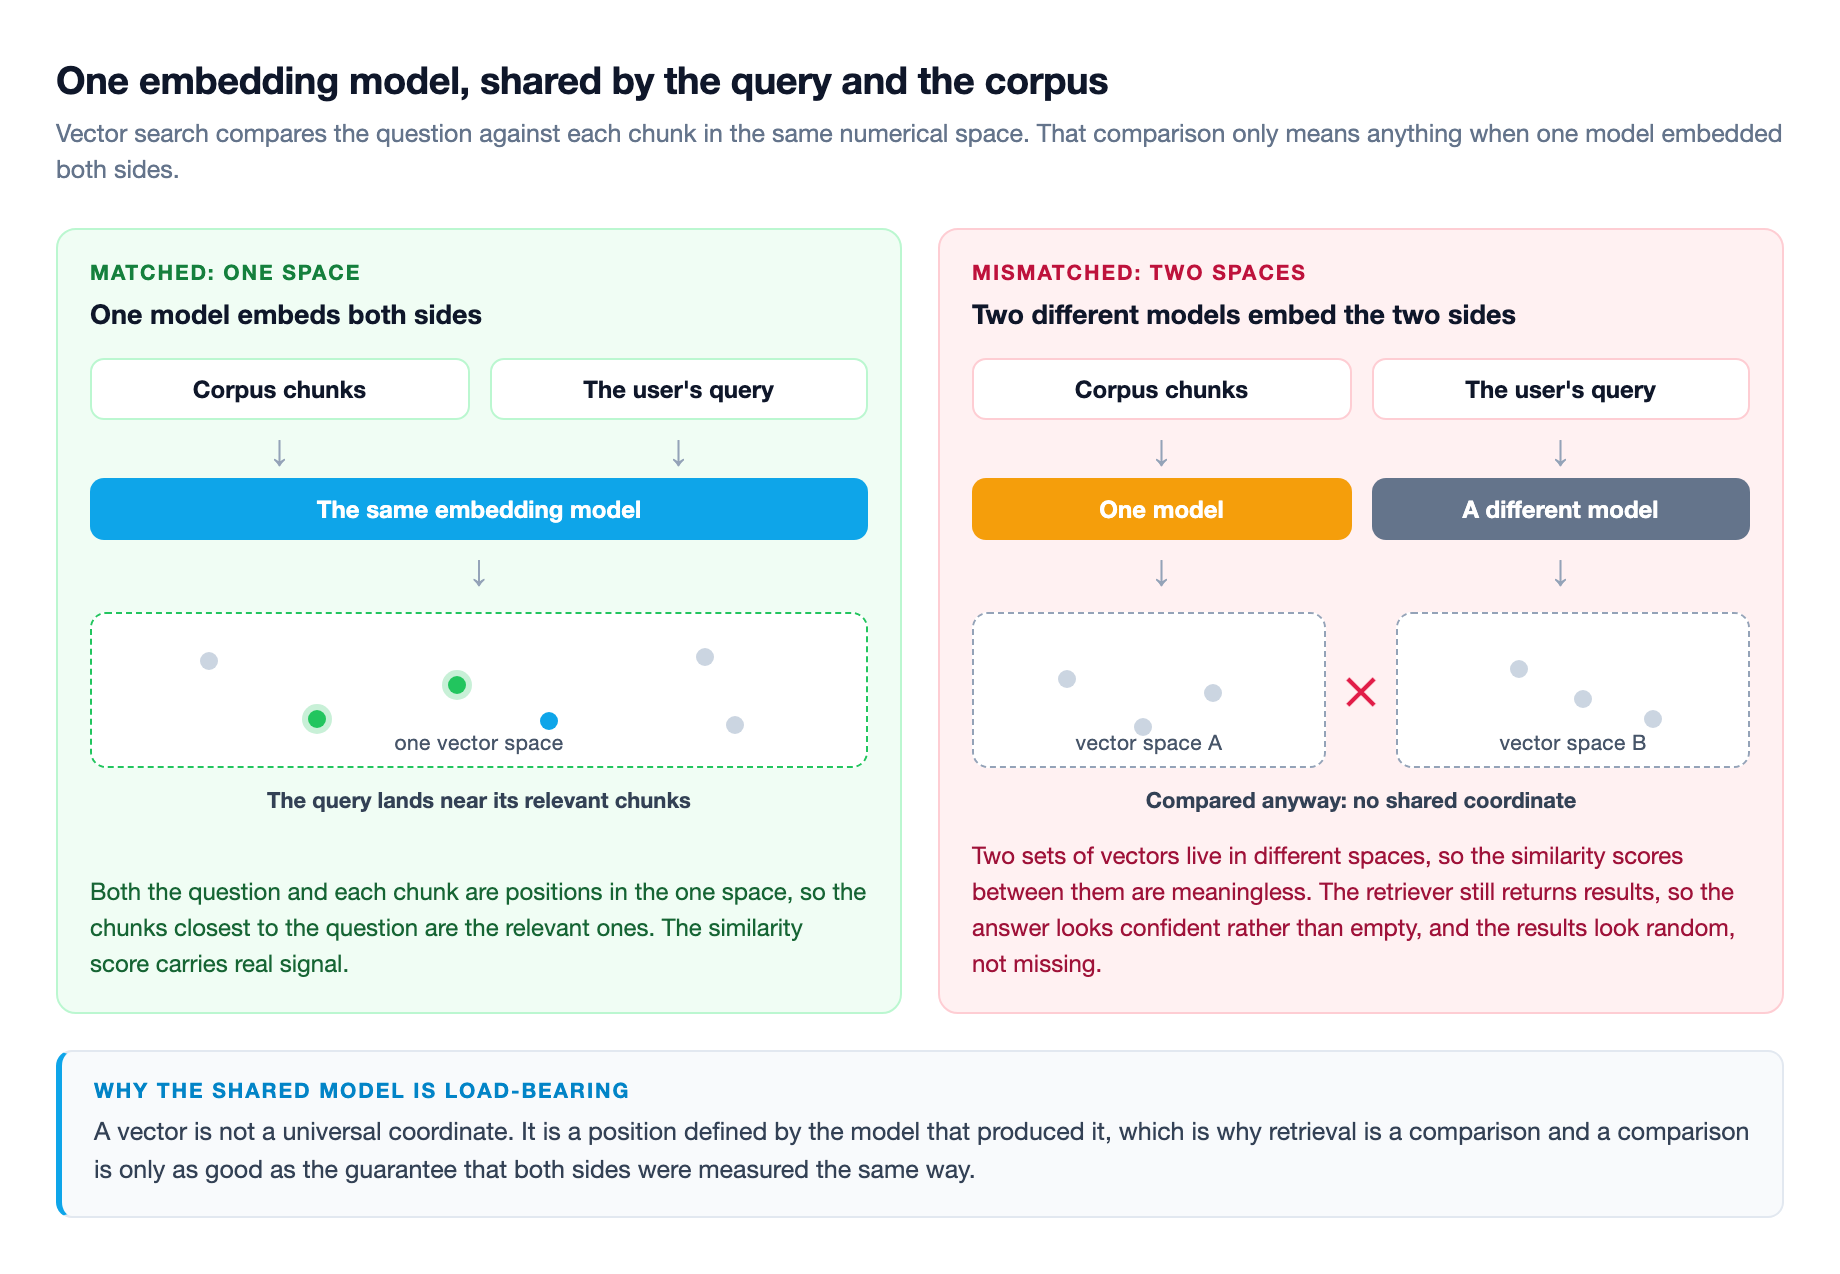 One embedding model, shared by the query and the corpus
Vector search compares the question against each chunk in the same numerical space. That comparison only means anything when one model embedded
both sides.
MATCHED: ONE SPACE
One model embeds both sides
Corpus chunks
The user's query
The same embedding model
one vector space
The query lands near its relevant chunks
Both the question and each chunk are positions in the one space, so the
chunks closest to the question are the relevant ones. The similarity
score carries real signal.
MISMATCHED: TWO SPACES
Two different models embed the two sides
Corpus chunks
The user's query
One model
A different model
vector space A
vector space B
Compared anyway: no shared coordinate
Two sets of vectors live in different spaces, so the similarity scores
between them are meaningless. The retriever still returns results, so the
answer looks confident rather than empty, and the results look random,
not missing.
WHY THE SHARED MODEL IS LOAD-BEARING
A vector is not a universal coordinate. It is a position defined by the model that produced it, which is why retrieval is a comparison and a comparison
is only as good as the guarantee that both sides were measured the same way.